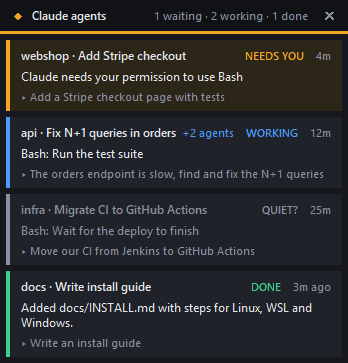 Claude agents 1 waiting · 2 working · 1 done ✕
webshop · Add Stripe checkout NEEDS YOU 4m
Claude needs your permission to use Bash
▸ Add a Stripe checkout page with tests
api · Fix N+1 queries in orders +2 agents WORKING 12m
Bash: Run the test suite
▸ The orders endpoint is slow, find and fix the N+1 queries
infra · Migrate CI to GitHub Actions QUIET? 25m
Bash: Wait for the deploy to finish
▸ Move our CI from Jenkins to GitHub Actions
docs · Write install guide DONE 3m ago
Added docs/INSTALL.md with steps for Linux, WSL and
Windows.
▸ Write an install guide